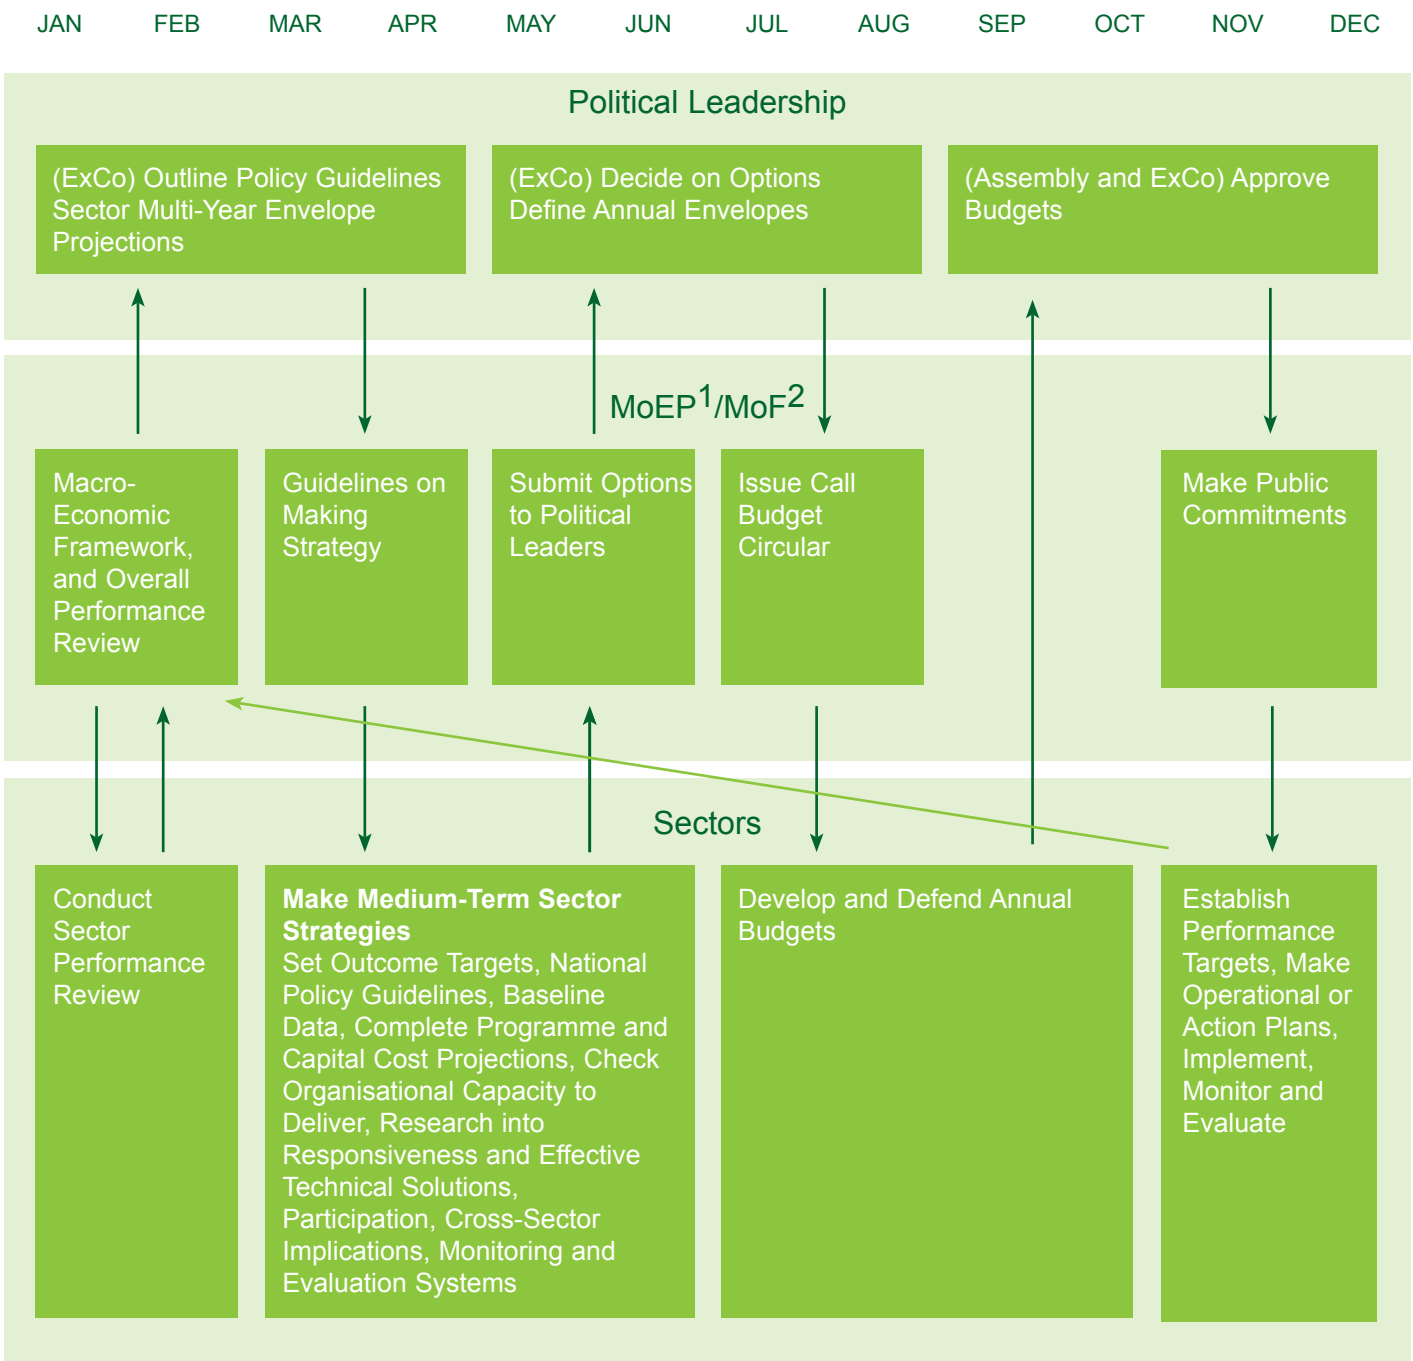 JAN FEB MAR APR MAY JUN JUL AUG SEP OCT NOV DEC
Political Leadership
(ExCo) Outline Policy Guidelines
Sector Multi-Year Envelope
Projections
(ExCo) Decide on Options
Define Annual Envelopes
(Assembly and ExCo) Approve
Budgets
MoEP1/MoF2
Macro-
Economic
Framework,
and Overall
Performance
Review
Guidelines on
Making
Strategy
Submit Options
to Political
Leaders
Issue Call
Budget
Circular
Make Public
Commitments
Sectors
Conduct
Sector
Performance
Review
Make Medium-Term Sector
Strategies
Set Outcome Targets, National
Policy Guidelines, Baseline
Data, Complete Programme and
Capital Cost Projections, Check
Organisational Capacity to
Deliver, Research into
Responsiveness and Effective
Technical Solutions,
Participation, Cross-Sector
Implications, Monitoring and
Evaluation Systems
Develop and Defend Annual
Budgets
Establish
Performance
Targets, Make
Operational or
Action Plans,
Implement,
Monitor and
Evaluate